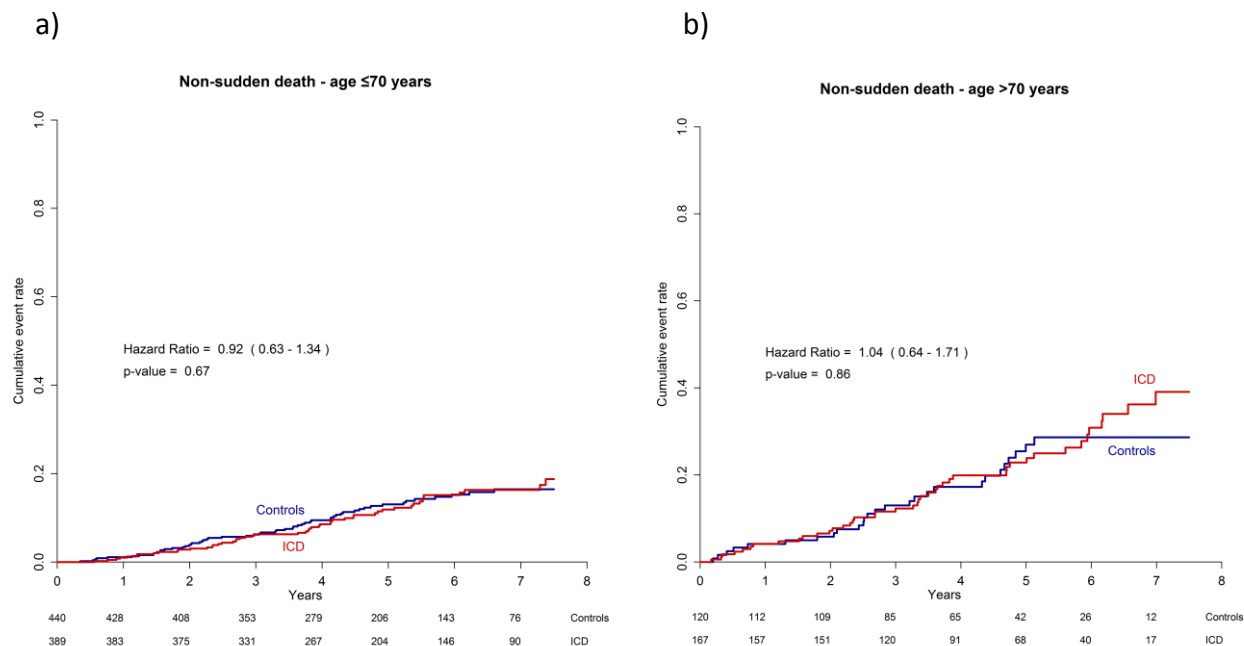 a)
Non-sudden death - age ≤70 years
1.0
0.8
0.6
0.4
0.2
0.0
Cumulative event rate
Hazard Ratio = 0.92 ( 0.63 - 1.34 )
p-value = 0.67
Controls
ICD
0 1 2 3 4 5 6 7 8
Years
440 428 408 353 279 206 143 76 Controls
389 383 375 331 267 204 146 90 ICD
b)
Non-sudden death - age >70 years
1.0
0.8
0.6
0.4
0.2
0.0
Cumulative event rate
Hazard Ratio = 1.04 ( 0.64 - 1.71 )
p-value = 0.86
ICD
Controls
0 1 2 3 4 5 6 7 8
Years
120 112 109 85 65 42 26 12 Controls
167 157 151 120 91 68 40 17 ICD